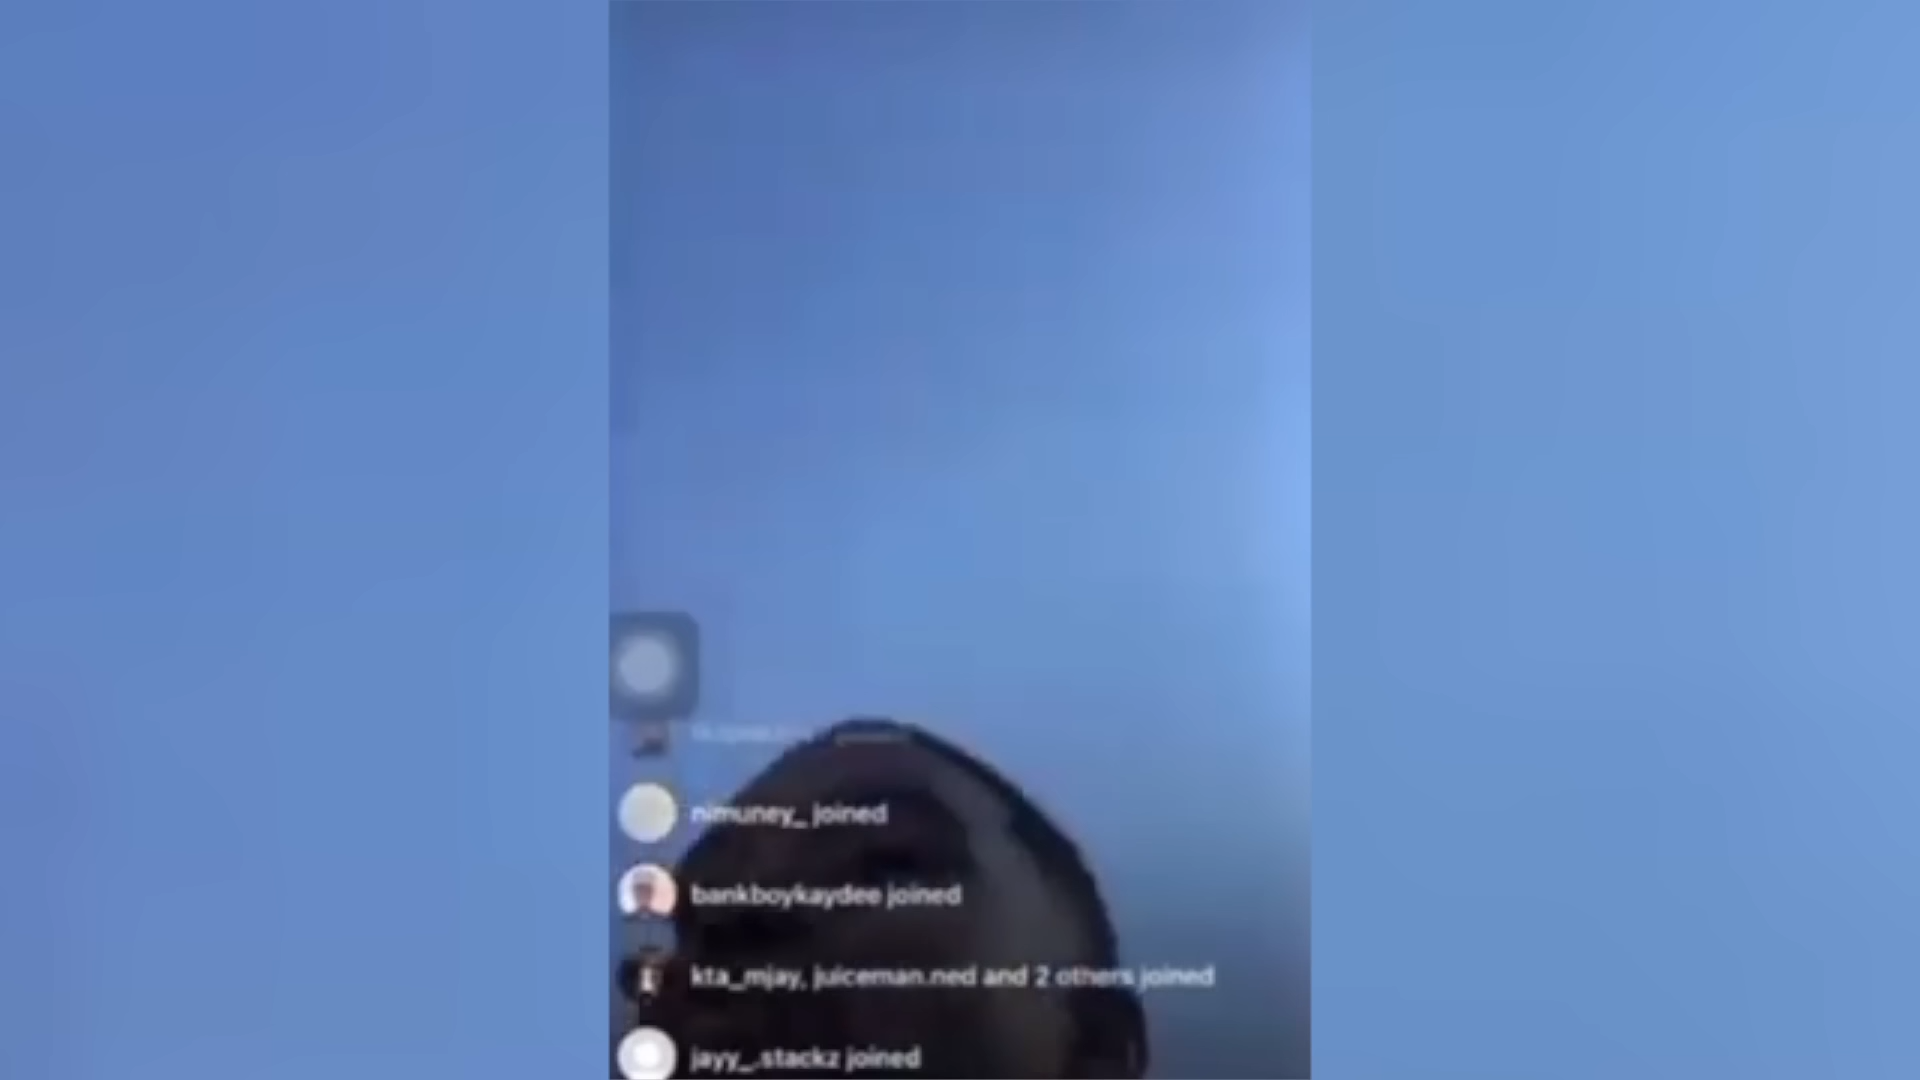 nimuney_ joined
bankboykaydee joined
kta_mjay, juiceman.ned and 2 others joined
jayy_.stackz joined